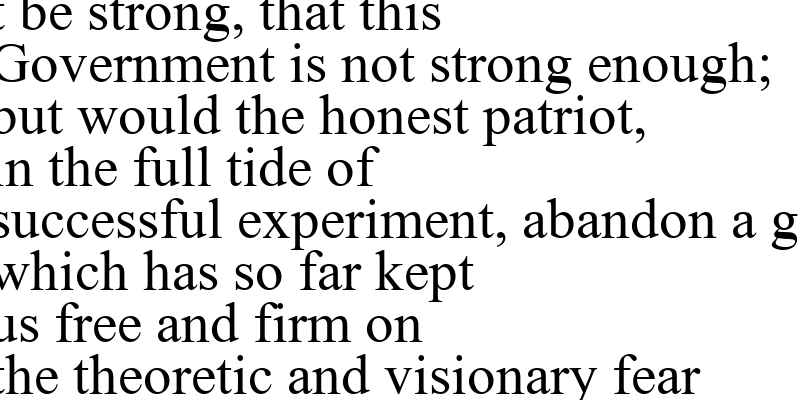 be strong, that this
Government is not strong enough;
but would the honest patriot,
in the full tide of
successful experiment, abandon a
which has so far kept
us free and firm on
the theoretic and visionary fear